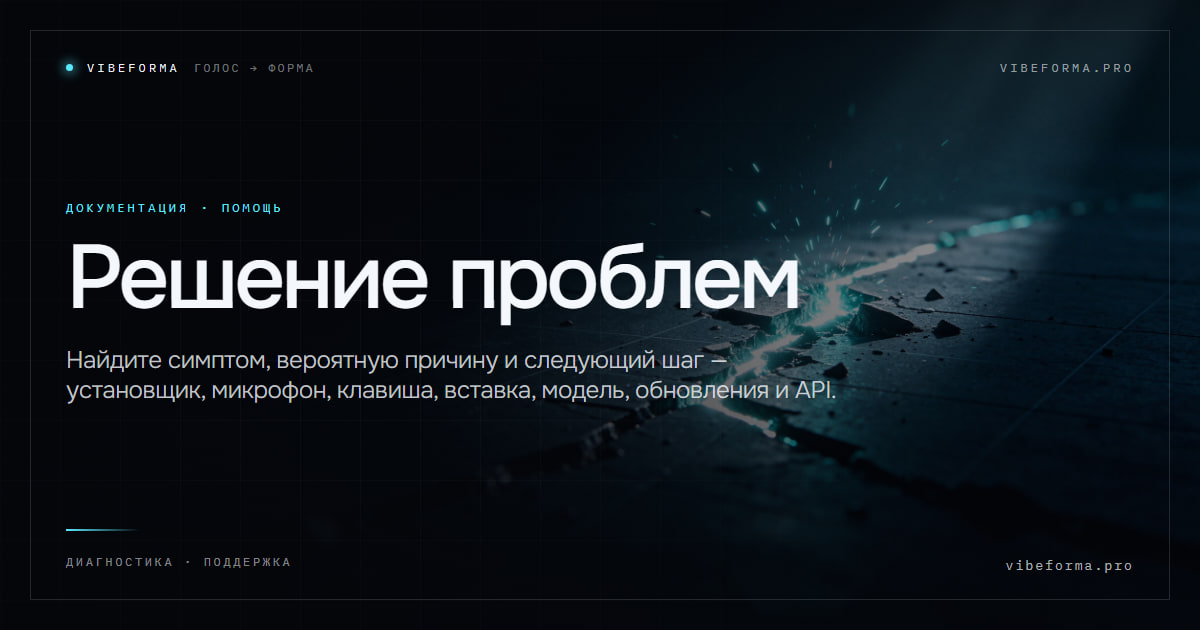 VIBEFORMA ГОЛОС → ФОРМА
VIBEFORMA.PRO
ДОКУМЕНТАЦИЯ · ПОМОЩЬ
Решение проблем
Найдите симптом, вероятную причину и следующий шаг —
установщик, микрофон, клавиша, вставка, модель, обновления и API.
ДИАГНОСТИКА · ПОДДЕРЖКА
vibeforma.pro